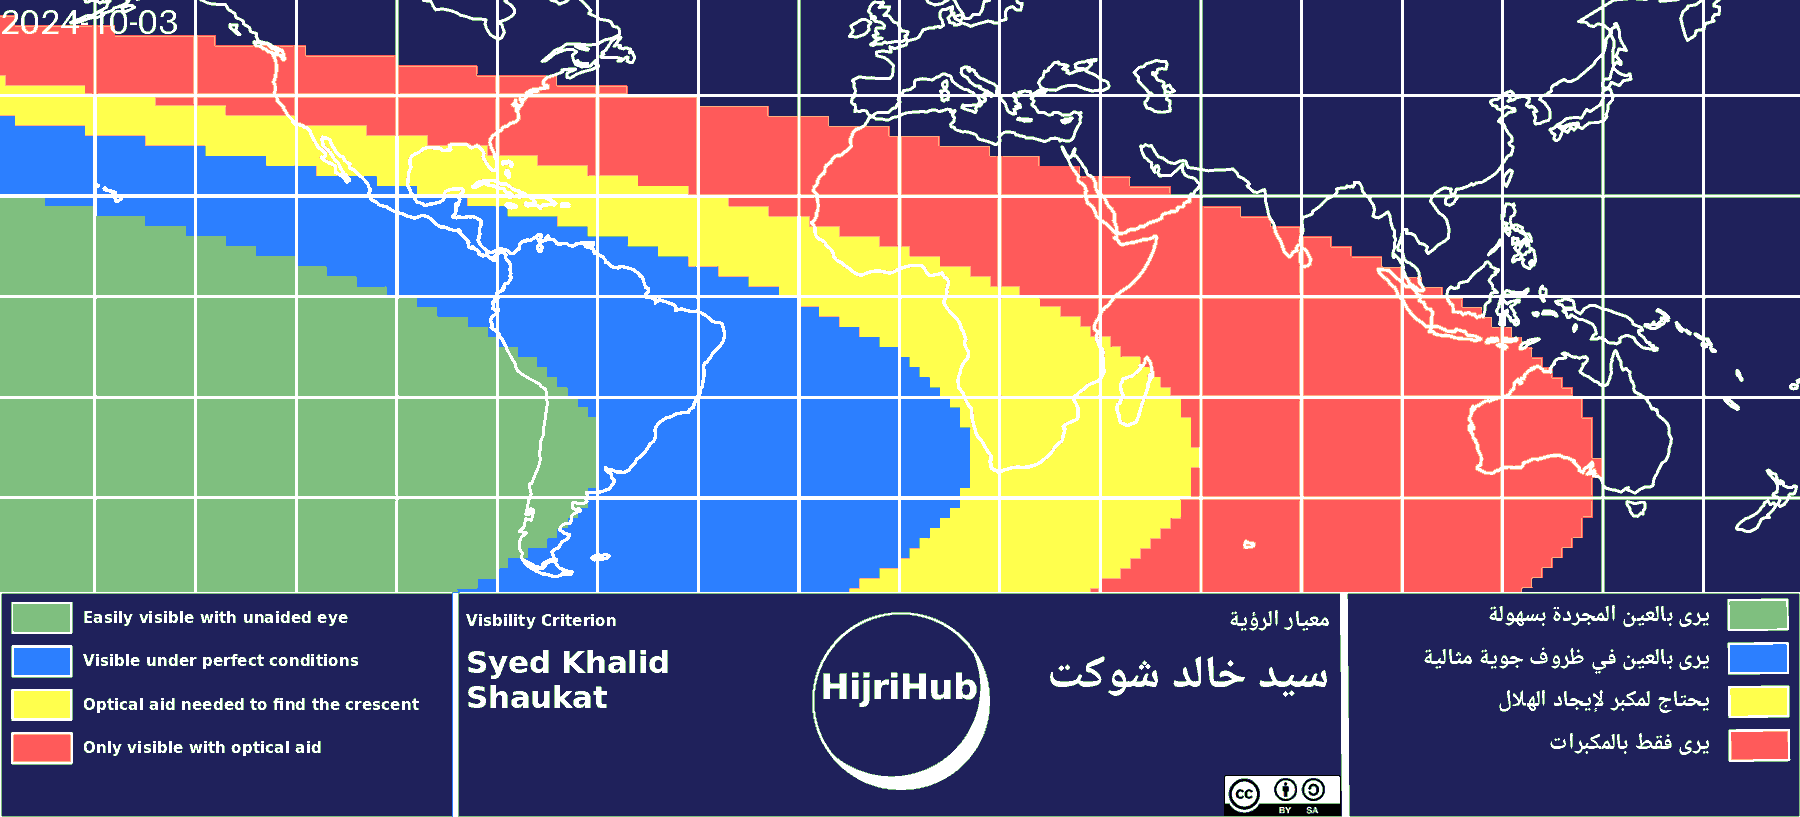 2024-10-03
Easily visible with unaided eye
Visible under perfect conditions
Optical aid needed to find the crescent
Only visible with optical aid
Visbility Criterion
Syed Khalid
Shaukat
HijriHub
معيار الرؤية
سيد خالد شوكت
CC BY SA
يرى بالعين المجردة بسهولة
يرى بالعين في ظروف جوية مثالية
يحتاج لمكبر لإيجاد الهلال
يرى فقط بالمكبرات